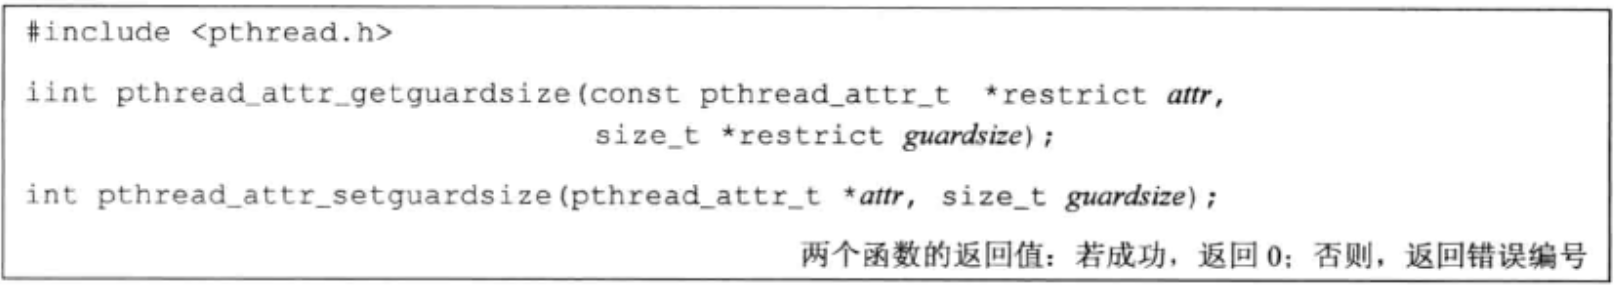 #include <pthread.h>
iint pthread_attr_getguardsize(const pthread_attr_t *restrict attr,
size_t *restrict guardsize);
int pthread_attr_setguardsize(pthread_attr_t *attr, size_t guardsize);
两个函数的返回值：若成功，返回 0；否则，返回错误编号